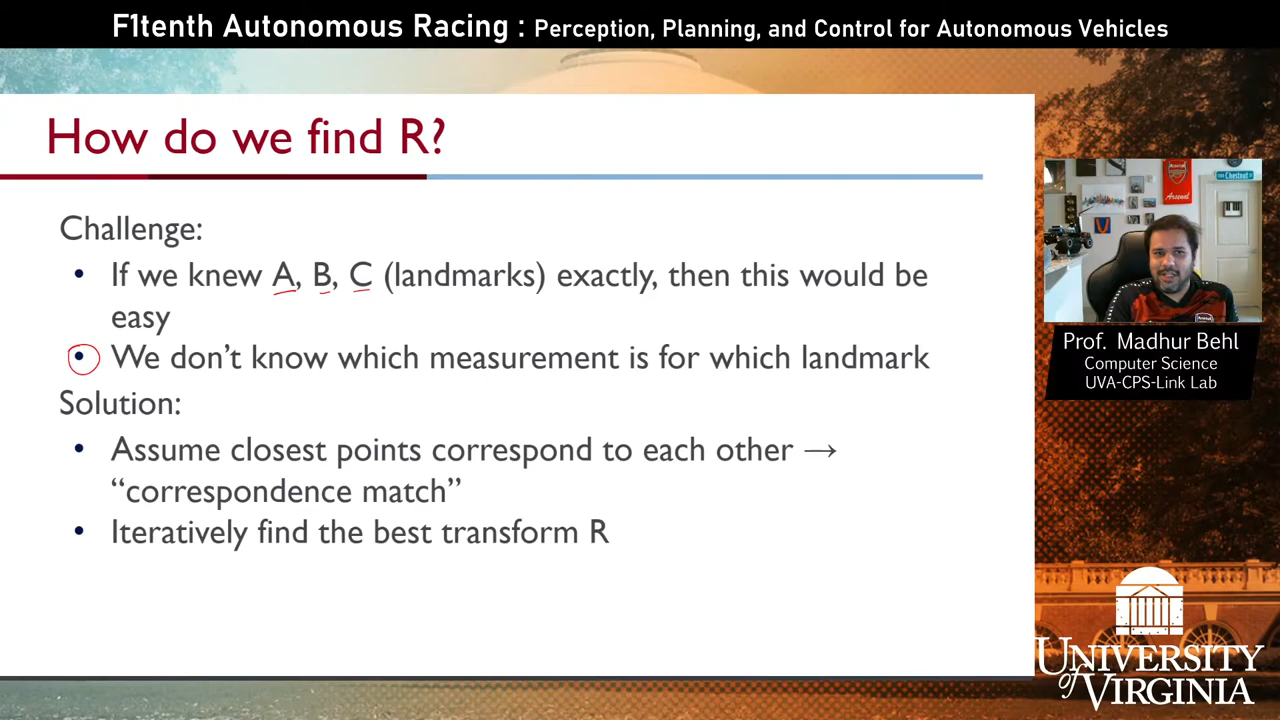 F1tenth Autonomous Racing : Perception, Planning, and Control for Autonomous Vehicles
How do we find R?
Challenge:
• If we knew A, B, C (landmarks) exactly, then this would be
easy
• We don't know which measurement is for which landmark
Solution:
• Assume closest points correspond to each other →
“correspondence match”
• Iteratively find the best transform R
Chestnut
Arsenal
Prof. Madhur Behl
Computer Science
UVA-CPS-Link Lab
UNIVERSITY
of VIRGINIA